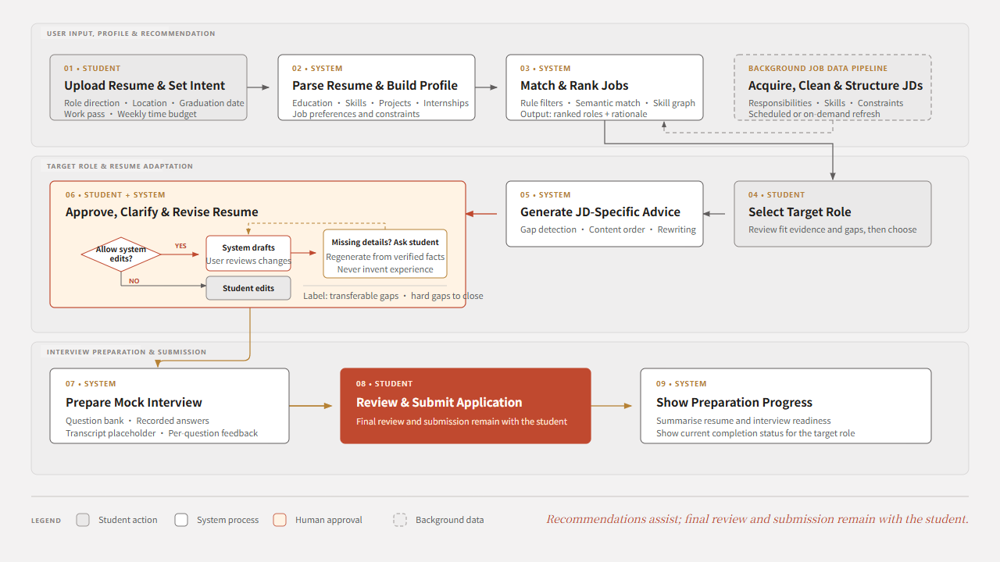 USER INPUT, PROFILE & RECOMMENDATION
01 • STUDENT
Upload Resume & Set Intent
Role direction • Location • Graduation date
Work pass • Weekly time budget
02 • SYSTEM
Parse Resume & Build Profile
Education • Skills • Projects • Internships
Job preferences and constraints
03 • SYSTEM
Match & Rank Jobs
Rule filters • Semantic match • Skill graph
Output: ranked roles + rationale
BACKGROUND JOB DATA PIPELINE
Acquire, Clean & Structure JDs
Responsibilities • Skills • Constraints
Scheduled or on-demand refresh
TARGET ROLE & RESUME ADAPTATION
04 • STUDENT
Select Target Role
Review fit evidence and gaps, then choose
05 • SYSTEM
Generate JD-Specific Advice
Gap detection • Content order • Rewriting
06 • STUDENT + SYSTEM
Approve, Clarify & Revise Resume
Allow system
edits?
YES
NO
System drafts
User reviews changes
Student edits
Missing details? Ask student
Regenerate from verified facts
Never invent experience
Label: transferable gaps • hard gaps to close
INTERVIEW PREPARATION & SUBMISSION
07 • SYSTEM
Prepare Mock Interview
Question bank • Recorded answers
Transcript placeholder • Per-question feedback
08 • STUDENT
Review & Submit Application
Final review and submission remain with the student
09 • SYSTEM
Show Preparation Progress
Summarise resume and interview readiness
Show current completion status for the target role
LEGEND
Student action
System process
Human approval
Background data
Recommendations assist; final review and submission remain with the student.